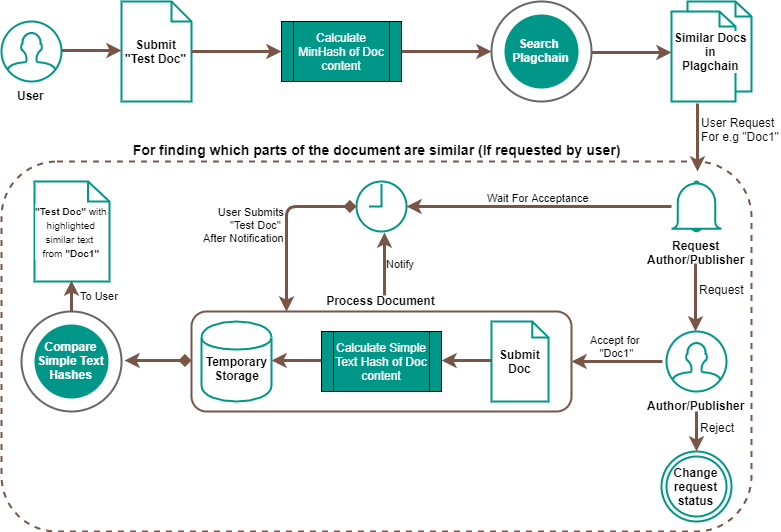 User
Submit
"Test Doc"
Calculate
MinHash of Doc
content
Search
Plagchain
Similar Docs
in
Plagchain
User Request
For e.g "Doc1"
For finding which parts of the document are similar (If requested by user)
"Test Doc" with
highlighted
similar text
from "Doc1"
User Submits
"Test Doc"
After Notification
Wait For Acceptance
Request
Author/Publisher
Notify
To User
Process Document
Request
Compare
Simple Text
Hashes
Temporary
Storage
Calculate Simple
Text Hash of Doc
content
Submit
Doc
Accept for
"Doc1"
Author/Publisher
Reject
Change
request
status